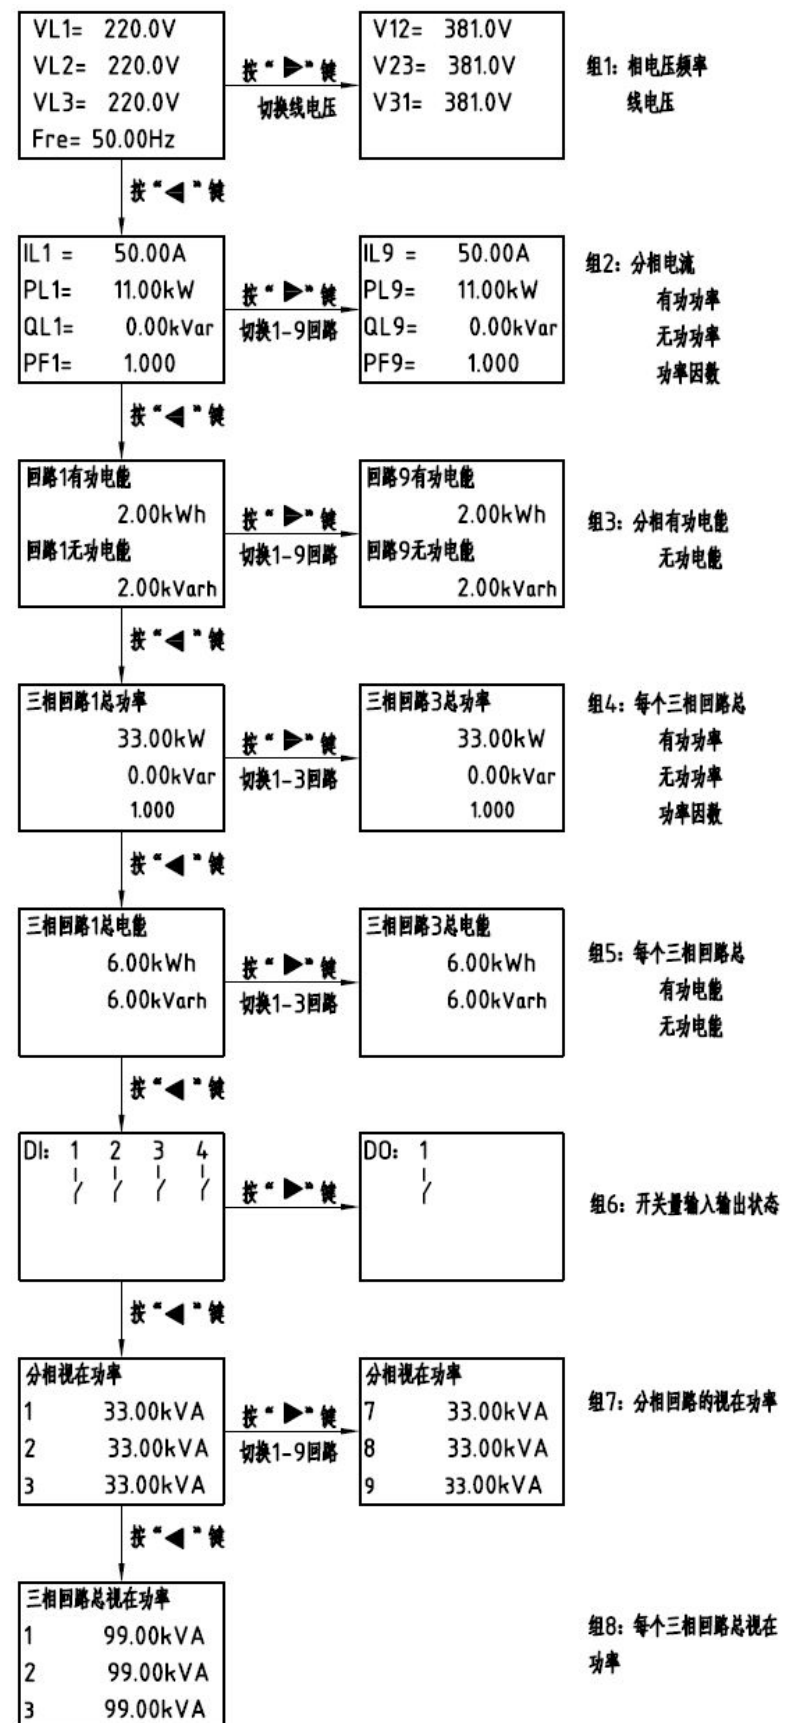 VL1= 220.0V
VL2= 220.0V
VL3= 220.0V
Fre= 50.00Hz
按“▶”键
切换线电压
V12= 381.0V
V23= 381.0V
V31= 381.0V
组1: 相电压频率
线电压
按“◀”键
IL1 = 50.00A
PL1= 11.00kW
QL1= 0.00kVar
PF1= 1.000
按“▶”键
切换1-9回路
IL9 = 50.00A
PL9= 11.00kW
QL9= 0.00kVar
PF9= 1.000
组2: 分相电流
有功功率
无功功率
功率因数
按“◀”键
回路1有功电能
2.00kWh
回路1无功电能
2.00kVarh
按“▶”键
切换1-9回路
回路9有功电能
2.00kWh
回路9无功电能
2.00kVarh
组3: 分相有功电能
无功电能
按“◀”键
三相回路1总功率
33.00kW
0.00kVar
1.000
按“▶”键
切换1-3回路
三相回路3总功率
33.00kW
0.00kVar
1.000
组4: 每个三相回路总
有功功率
无功功率
功率因数
按“◀”键
三相回路1总电能
6.00kWh
6.00kVarh
按“▶”键
切换1-3回路
三相回路3总电能
6.00kWh
6.00kVarh
组5: 每个三相回路总
有功电能
无功电能
按“◀”键
DI: 1 2 3 4
按“▶”键
DO: 1
组6: 开关量输入输出状态
按“◀”键
分相视在功率
1 33.00kVA
2 33.00kVA
3 33.00kVA
按“▶”键
切换1-9回路
分相视在功率
7 33.00kVA
8 33.00kVA
9 33.00kVA
组7: 分相回路的视在功率
按“◀”键
三相回路总视在功率
1 99.00kVA
2 99.00kVA
3 99.00kVA
组8: 每个三相回路总视在
功率